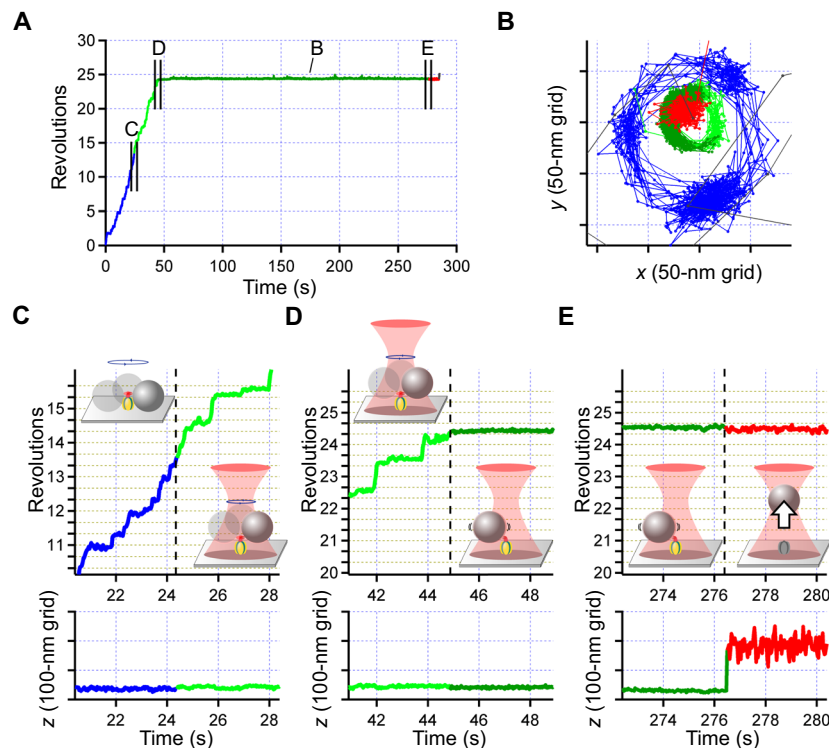 A
30
25
20
15
10
5
0
Revolutions
C
D
B
E
0
50
100
150
200
250
300
Time (s)
B
y (50-nm grid)
x (50-nm grid)
C
Revolutions
15
14
13
12
11
22
24
26
28
z (100-nm grid)
22
24
26
28
Time (s)
D
Revolutions
25
24
23
22
21
20
42
44
46
48
z (100-nm grid)
42
44
46
48
Time (s)
E
Revolutions
25
24
23
22
21
20
274
276
278
280
z (100-nm grid)
274
276
278
280
Time (s)